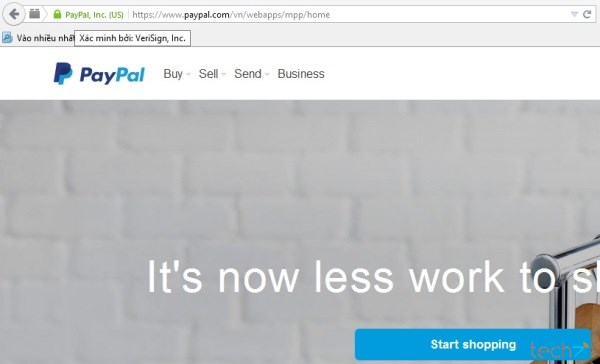 PayPal, Inc. (US) https://www.paypal.com/vn/webapps/mpp/home
Vào nhiều nhất Xác minh bởi: VeriSign, Inc.
PayPal Buy Sell Send Business
It's now less work to
Start shopping